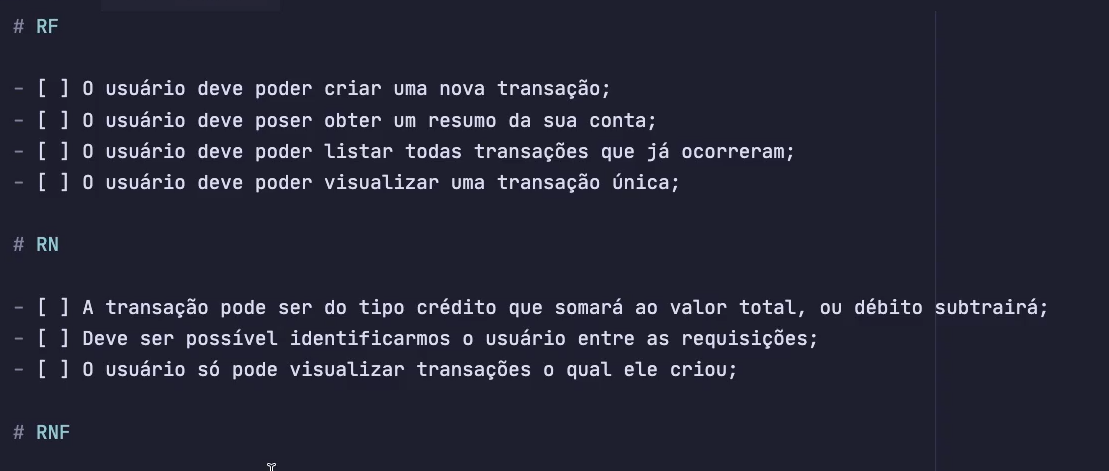 # RF
- [ ] O usuário deve poder criar uma nova transação;
- [ ] O usuário deve poser obter um resumo da sua conta;
- [ ] O usuário deve poder listar todas transações que já ocorreram;
- [ ] O usuário deve poder visualizar uma transação única;
# RN
- [ ] A transação pode ser do tipo crédito que somará ao valor total, ou débito subtrairá;
- [ ] Deve ser possível identificarmos o usuário entre as requisições;
- [ ] O usuário só pode visualizar transações o qual ele criou;
# RNF